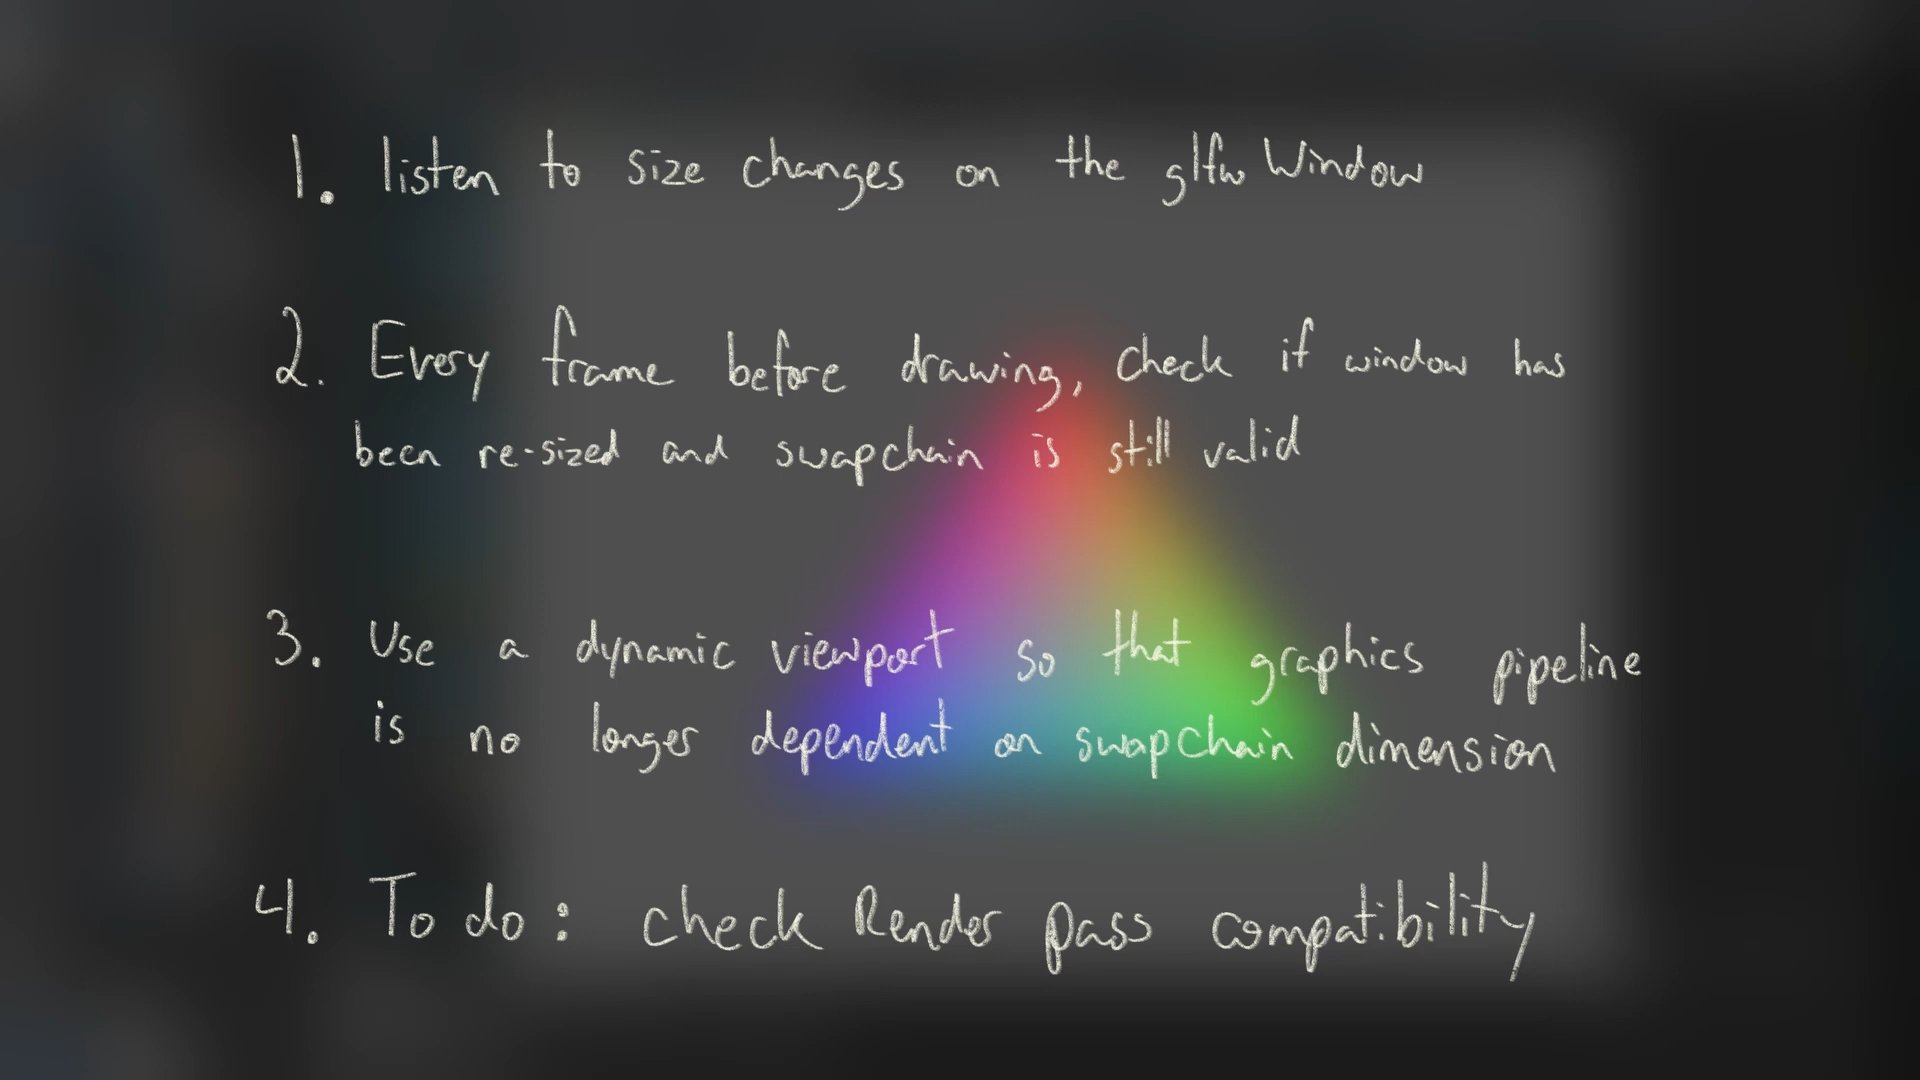 1. listen to size changes on the glfw Window
2. Every frame before drawing, check if window has
been re-sized and swapchain is still valid
3. Use a dynamic viewport so that graphics pipeline
is no longer dependent on swapchain dimension
4. To do: check Render pass compatibility